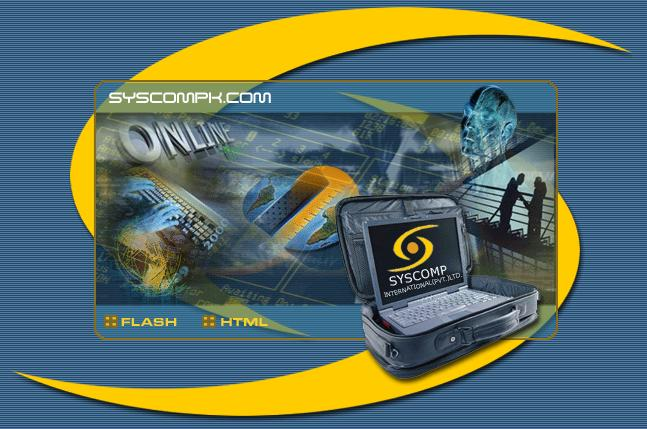 SYSCOMPK.COM
ONLINE
SYSCOMP
INTERNATIONAL(PVT.)LTD.
FLASH
HTML